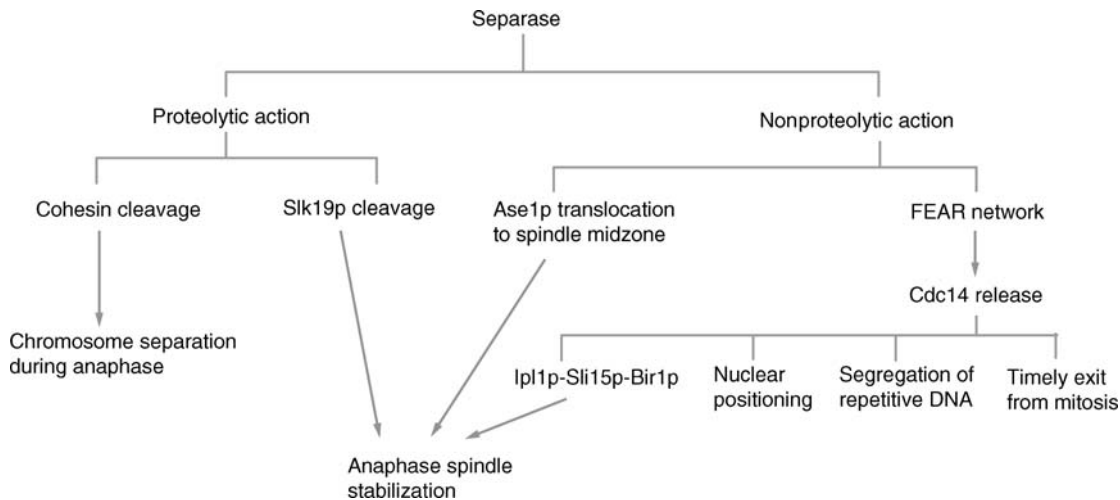 Separase
Proteolytic action
Nonproteolytic action
Cohesin cleavage
Slk19p cleavage
Ase1p translocation
to spindle midzone
FEAR network
Cdc14 release
Chromosome separation
during anaphase
Ipl1p-Sli15p-Bir1p
Nuclear
positioning
Segregation of
repetitive DNA
Timely exit
from mitosis
Anaphase spindle
stabilization